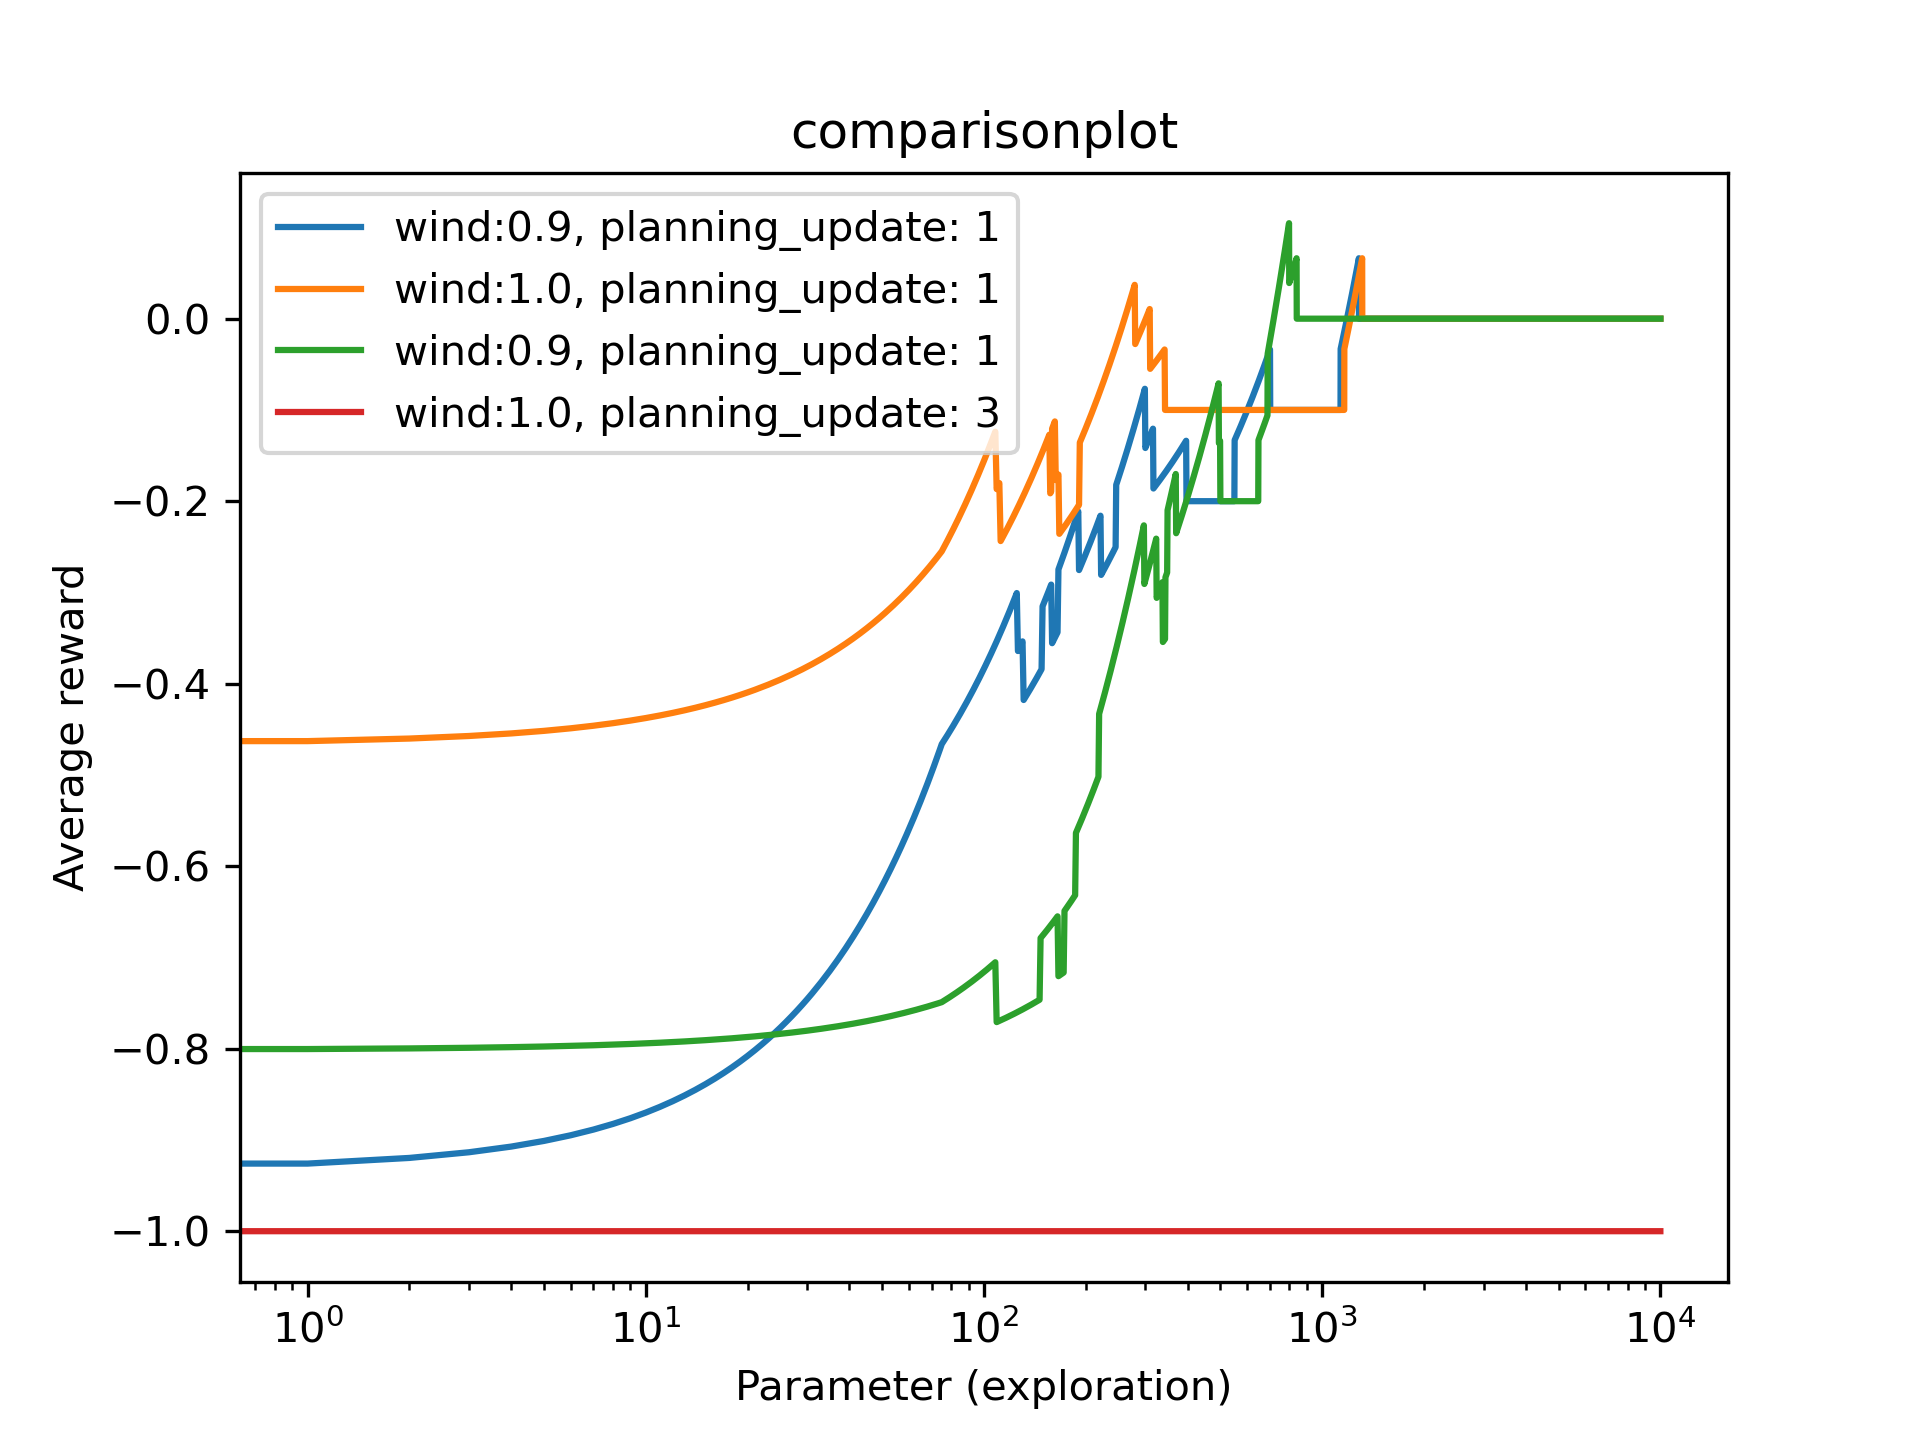 comparisonplot
wind:0.9, planning_update: 1
wind:1.0, planning_update: 1
wind:0.9, planning_update: 1
wind:1.0, planning_update: 3
Average reward
0.0
−0.2
−0.4
−0.6
−0.8
−1.0
10⁰ 10¹ 10² 10³ 10⁴
Parameter (exploration)